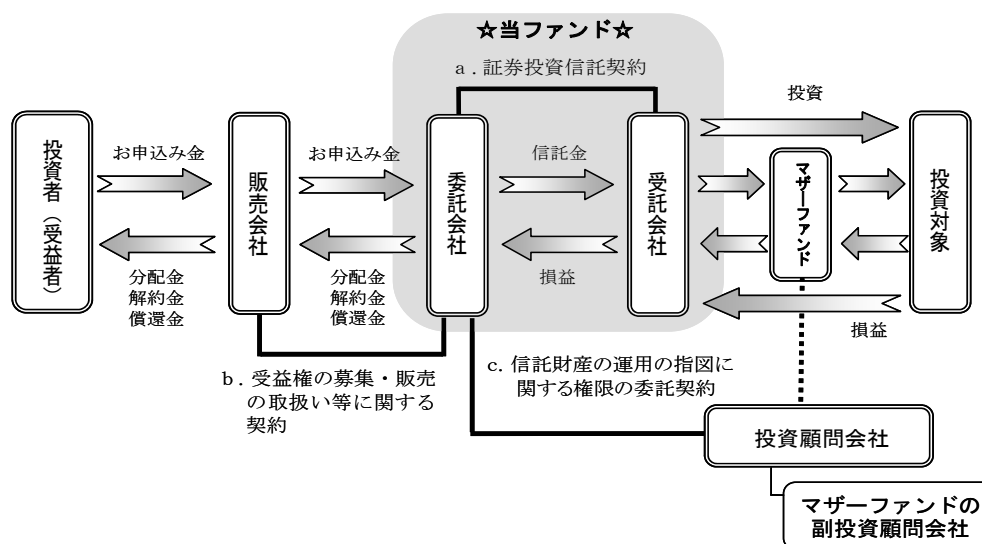 ☆当ファンド☆
a . 証券投資信託契約
投資
投資者(受益者)
お申込み金
分配金
解約金
償還金
販売会社
お申込み金
分配金
解約金
償還金
委託会社
信託金
損益
受託会社
マザーファンド
投資対象
損益
b . 受益権の募集・販売
の取扱い等に関する
契約
c. 信託財産の運用の指図に
関する権限の委託契約
投資顧問会社
マザーファンドの
副投資顧問会社